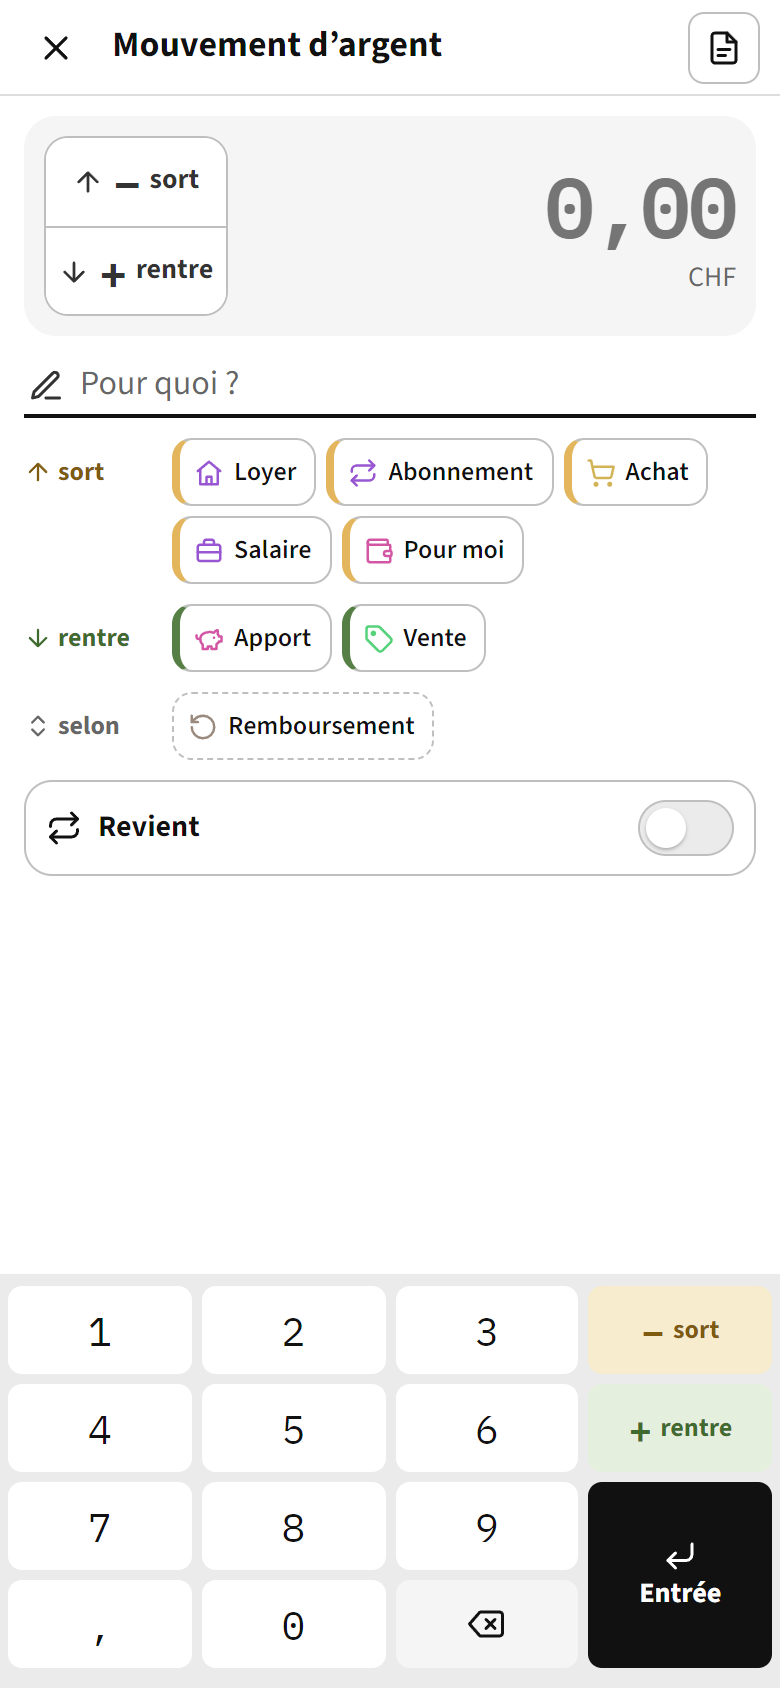 Mouvement d’argent
– sort
+ rentre
0,00
CHF
Pour quoi ?
sort
Loyer
Abonnement
Achat
Salaire
Pour moi
rentre
Apport
Vente
selon
Remboursement
Revient
1 2 3 – sort
4 5 6 + rentre
7 8 9
Entrée
, 0